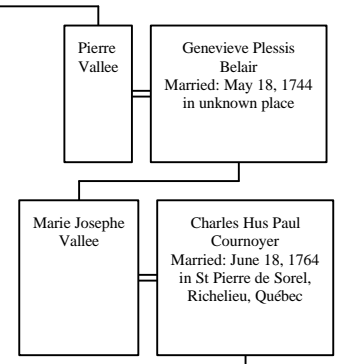 Pierre
Vallee
Genevieve Plessis
Belair
Married: May 18, 1744
in unknown place
Marie Josephe
Vallee
Charles Hus Paul
Cournoyer
Married: June 18, 1764
in St Pierre de Sorel,
Richelieu, Québec